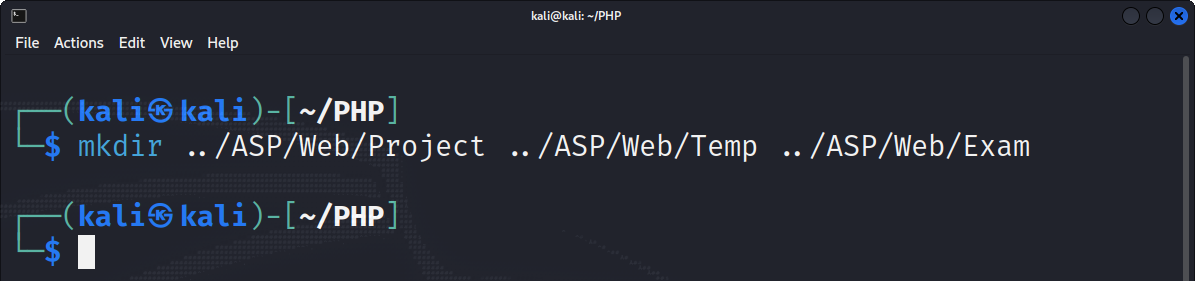 kali@kali: ~/PHP
File Actions Edit View Help
┌──(kali㉿kali)-[~/PHP]
└─$ mkdir ../ASP/Web/Project ../ASP/Web/Temp ../ASP/Web/Exam
┌──(kali㉿kali)-[~/PHP]
└─$